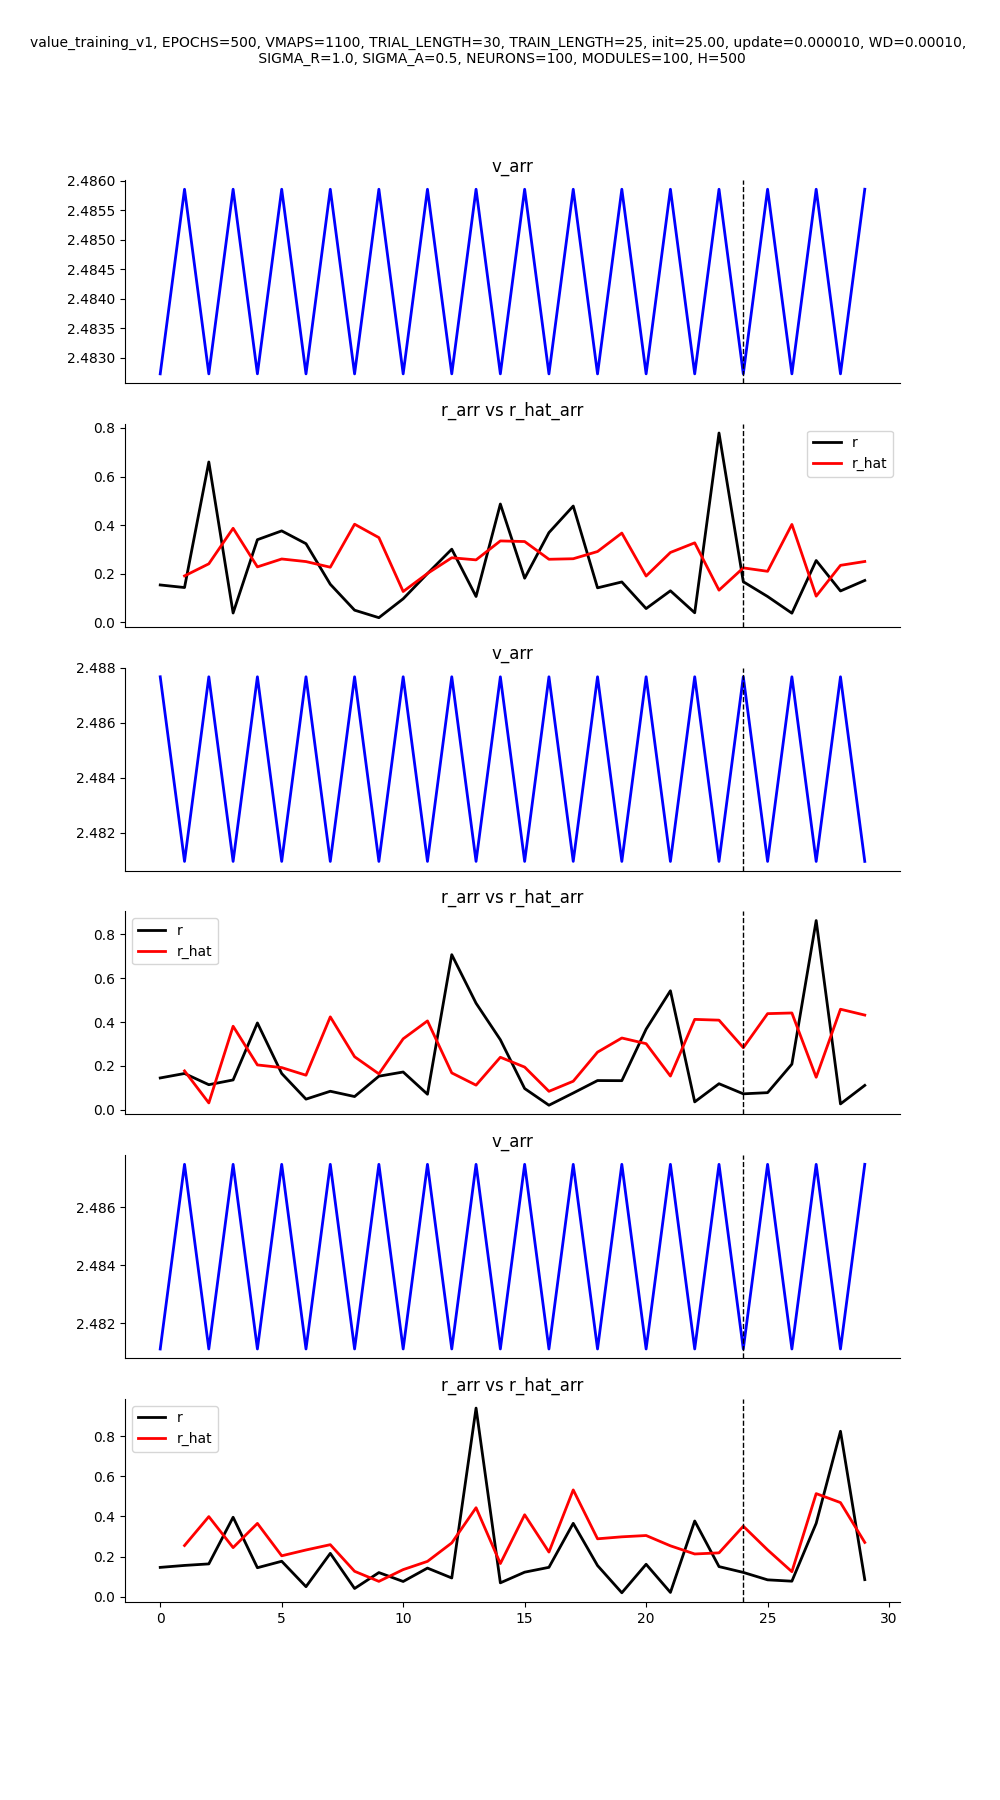 value_training_v1, EPOCHS=500, VMAPS=1100, TRIAL_LENGTH=30, TRAIN_LENGTH=25, init=25.00, update=0.000010, WD=0.00010,
SIGMA_R=1.0, SIGMA_A=0.5, NEURONS=100, MODULES=100, H=500
v_arr
2.4860
2.4855
2.4850
2.4845
2.4840
2.4835
2.4830
r_arr vs r_hat_arr
0.8
0.6
0.4
0.2
0.0
r
r_hat
v_arr
2.488
2.486
2.484
2.482
r_arr vs r_hat_arr
0.8
0.6
0.4
0.2
0.0
r
r_hat
v_arr
2.486
2.484
2.482
r_arr vs r_hat_arr
0.8
0.6
0.4
0.2
0.0
r
r_hat
0 5 10 15 20 25 30